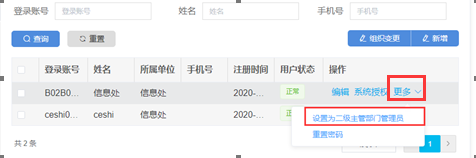 登录账号 登录账号 姓名 姓名 手机号 手机号
查询 重置 组织变更 新增
登录账号 姓名 所属单位 手机号 注册时间 用户状态 操作
B02B0... 信息处 信息处 2020-... 正常 编辑 系统授权 更多
ceshi0... ceshi 信息处 2020-... 正常
设置为二级主管部门管理员
重置密码
共 2 条 1